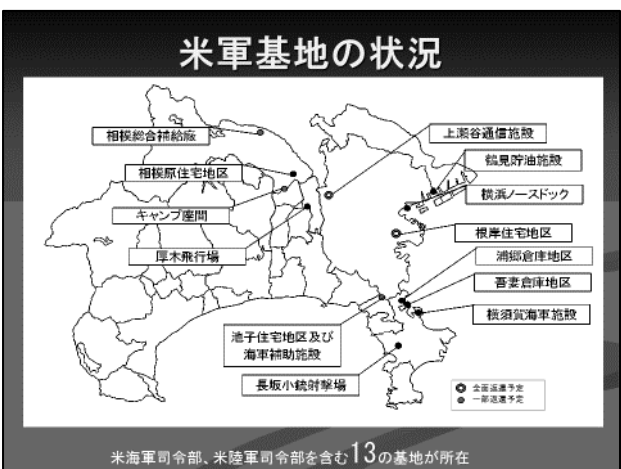 米軍基地の状況
相模総合補給廠
上瀬谷通信施設
鶴見貯油施設
相模原住宅地区
横浜ノースドック
キャンプ座間
根岸住宅地区
厚木飛行場
浦郷倉庫地区
吾妻倉庫地区
横須賀海軍施設
池子住宅地区及び
海軍補助施設
長坂小銃射撃場
全面返還予定
一部返還予定
米海軍司令部、米陸軍司令部を含む13の基地が所在